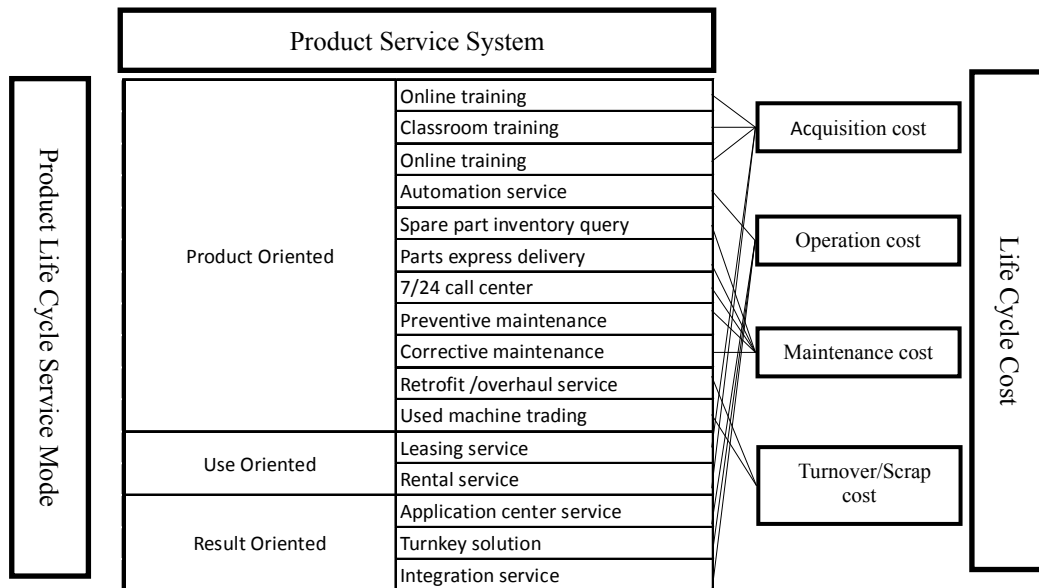 Product Service System
Product Life Cycle Service Mode
Product Oriented
Online training
Classroom training
Online training
Automation service
Spare part inventory query
Parts express delivery
7/24 call center
Preventive maintenance
Corrective maintenance
Retrofit /overhaul service
Used machine trading
Use Oriented
Leasing service
Rental service
Result Oriented
Application center service
Turnkey solution
Integration service
Acquisition cost
Operation cost
Maintenance cost
Turnover/Scrap
cost
Life Cycle Cost